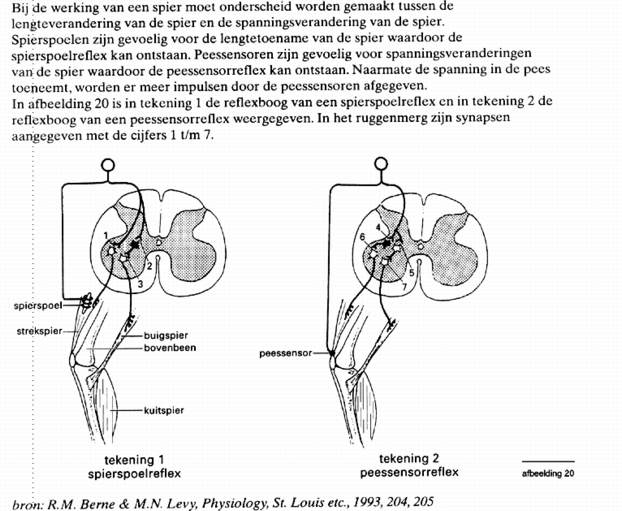 Bij de werking van een spier moet onderscheid worden gemaakt tussen de
lengteverandering van de spier en de spanningsverandering van de spier.
Spierspoelen zijn gevoelig voor de lengtetoename van de spier waardoor de
spierspoelreflex kan ontstaan. Peessensoren zijn gevoelig voor spanningsveranderingen
van de spier waardoor de peessensorreflex kan ontstaan. Naarmate de spanning in de pees
toeneemt, worden er meer impulsen door de peessensoren afgegeven.
In afbeelding 20 is in tekening 1 de reflexboog van een spierspoelreflex en in tekening 2 de
reflexboog van een peessensorreflex weergegeven. In het ruggenmerg zijn synapsen
aangegeven met de cijfers 1 t/m 7.
1
2
3
spierspoel
strekspier
buigspier
bovenbeen
kuitspier
tekening 1
spierspoelreflex
4
6
5
7
peessensor
tekening 2
peessensorreflex
afbeelding 20
bron: R.M. Berne & M.N. Levy, Physiology, St. Louis etc., 1993, 204, 205